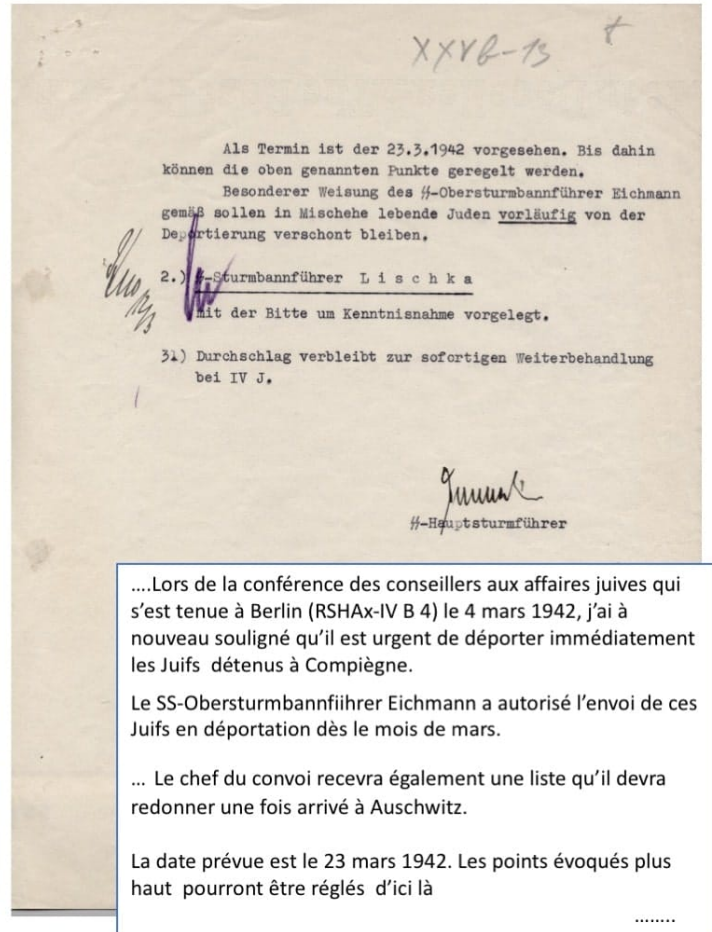 XXVb-13
Als Termin ist der 23.3.1942 vorgesehen. Bis dahin
können die oben genannten Punkte geregelt werden.
Besonderer Weisung des SS-Obersturmbannführer Eichmann
gemäß sollen in Mischehe lebende Juden vorläufig von der
Deportierung verschont bleiben.
2.) SS-Sturmbannführer Lischka
mit der Bitte um Kenntnisnahme vorgelegt.
3.) Durchschlag verbleibt zur sofortigen Weiterbehandlung
bei IV J.
SS-Hauptsturmführer
....Lors de la conférence des conseillers aux affaires juives qui
s'est tenue à Berlin (RSHAx-IV B 4) le 4 mars 1942, j'ai à
nouveau souligné qu'il est urgent de déporter immédiatement
les Juifs détenus à Compiègne.
Le SS-Obersturmbannfiihrer Eichmann a autorisé l'envoi de ces
Juifs en déportation dès le mois de mars.
... Le chef du convoi recevra également une liste qu'il devra
redonner une fois arrivé à Auschwitz.
La date prévue est le 23 mars 1942. Les points évoqués plus
haut pourront être réglés d'ici là
........